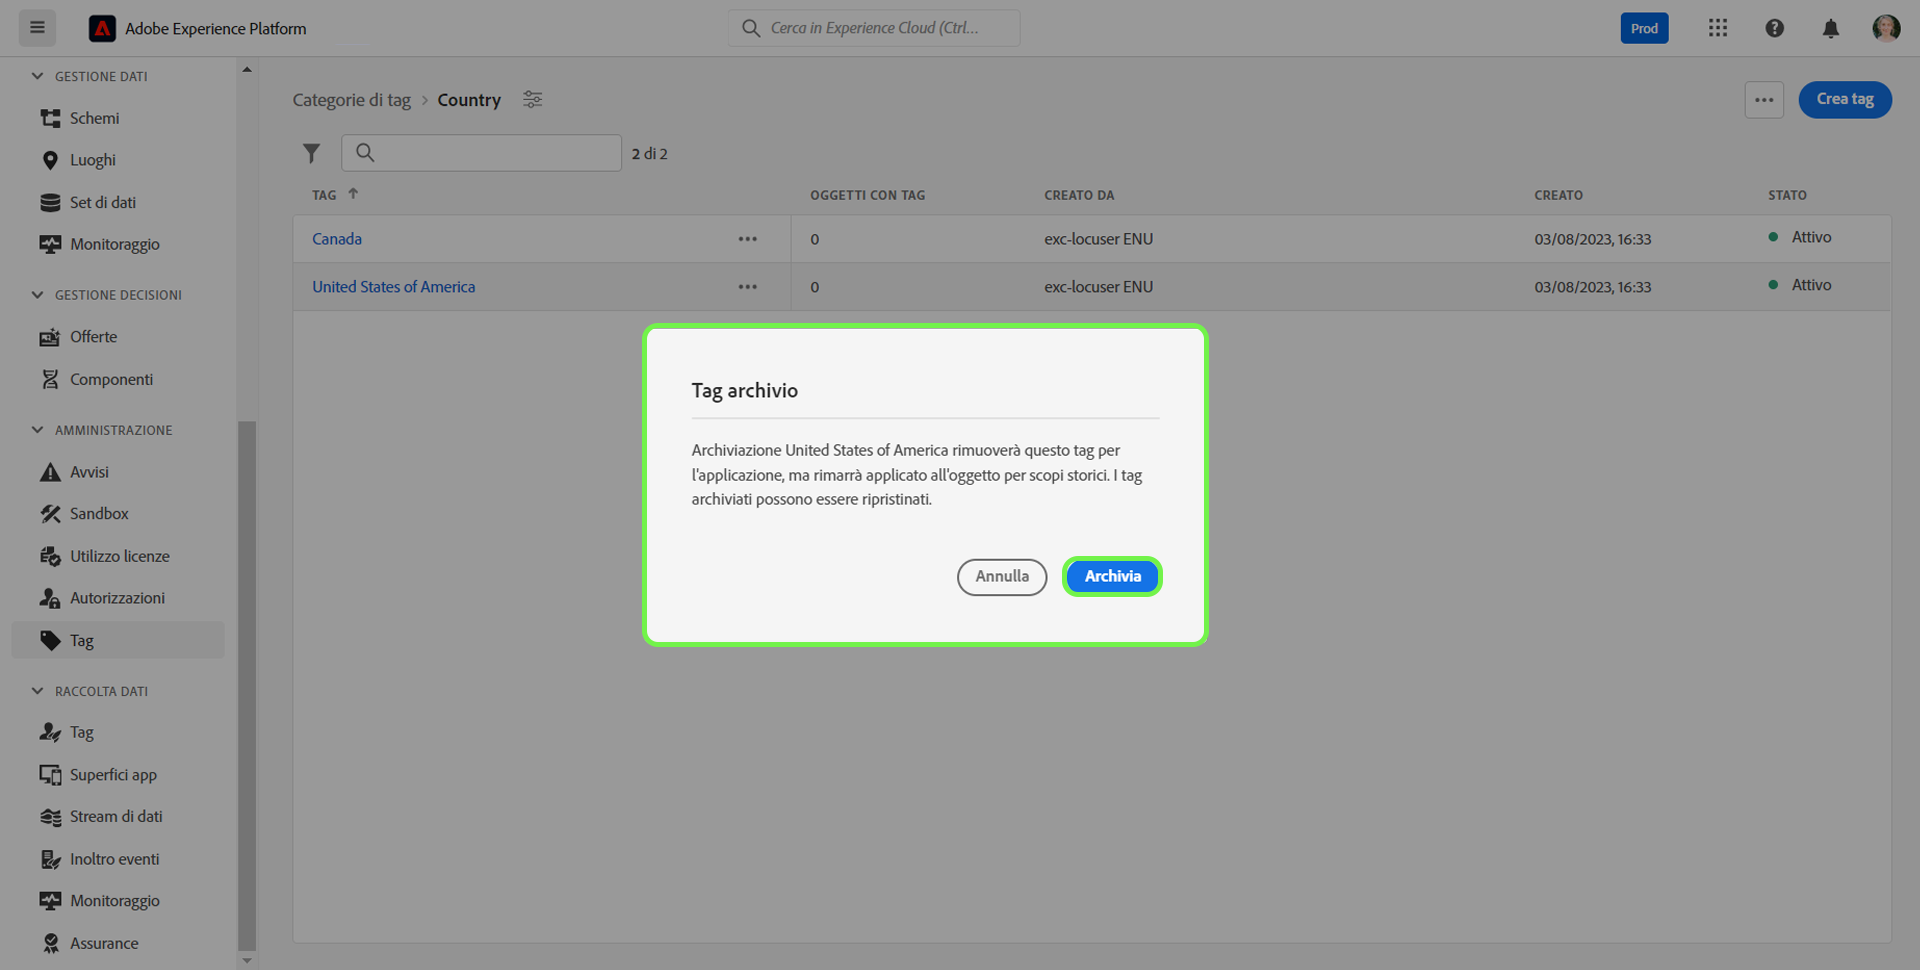 Adobe Experience Platform
Cerca in Experience Cloud (Ctrl...
Prod
GESTIONE DATI
Schemi
Luoghi
Set di dati
Monitoraggio
GESTIONE DECISIONI
Offerte
Componenti
AMMINISTRAZIONE
Avvisi
Sandbox
Utilizzo licenze
Autorizzazioni
Tag
RACCOLTA DATI
Tag
Superfici app
Stream di dati
Inoltro eventi
Monitoraggio
Assurance
Categorie di tag > Country
Crea tag
2 di 2
TAG OGGETTI CON TAG CREATO DA CREATO STATO
Canada 0 exc-locuser ENU 03/08/2023, 16:33 Attivo
United States of America 0 exc-locuser ENU 03/08/2023, 16:33 Attivo
Tag archivio
Archiviazione United States of America rimuoverà questo tag per
l'applicazione, ma rimarrà applicato all'oggetto per scopi storici. I tag
archiviati possono essere ripristinati.
Annulla Archivia